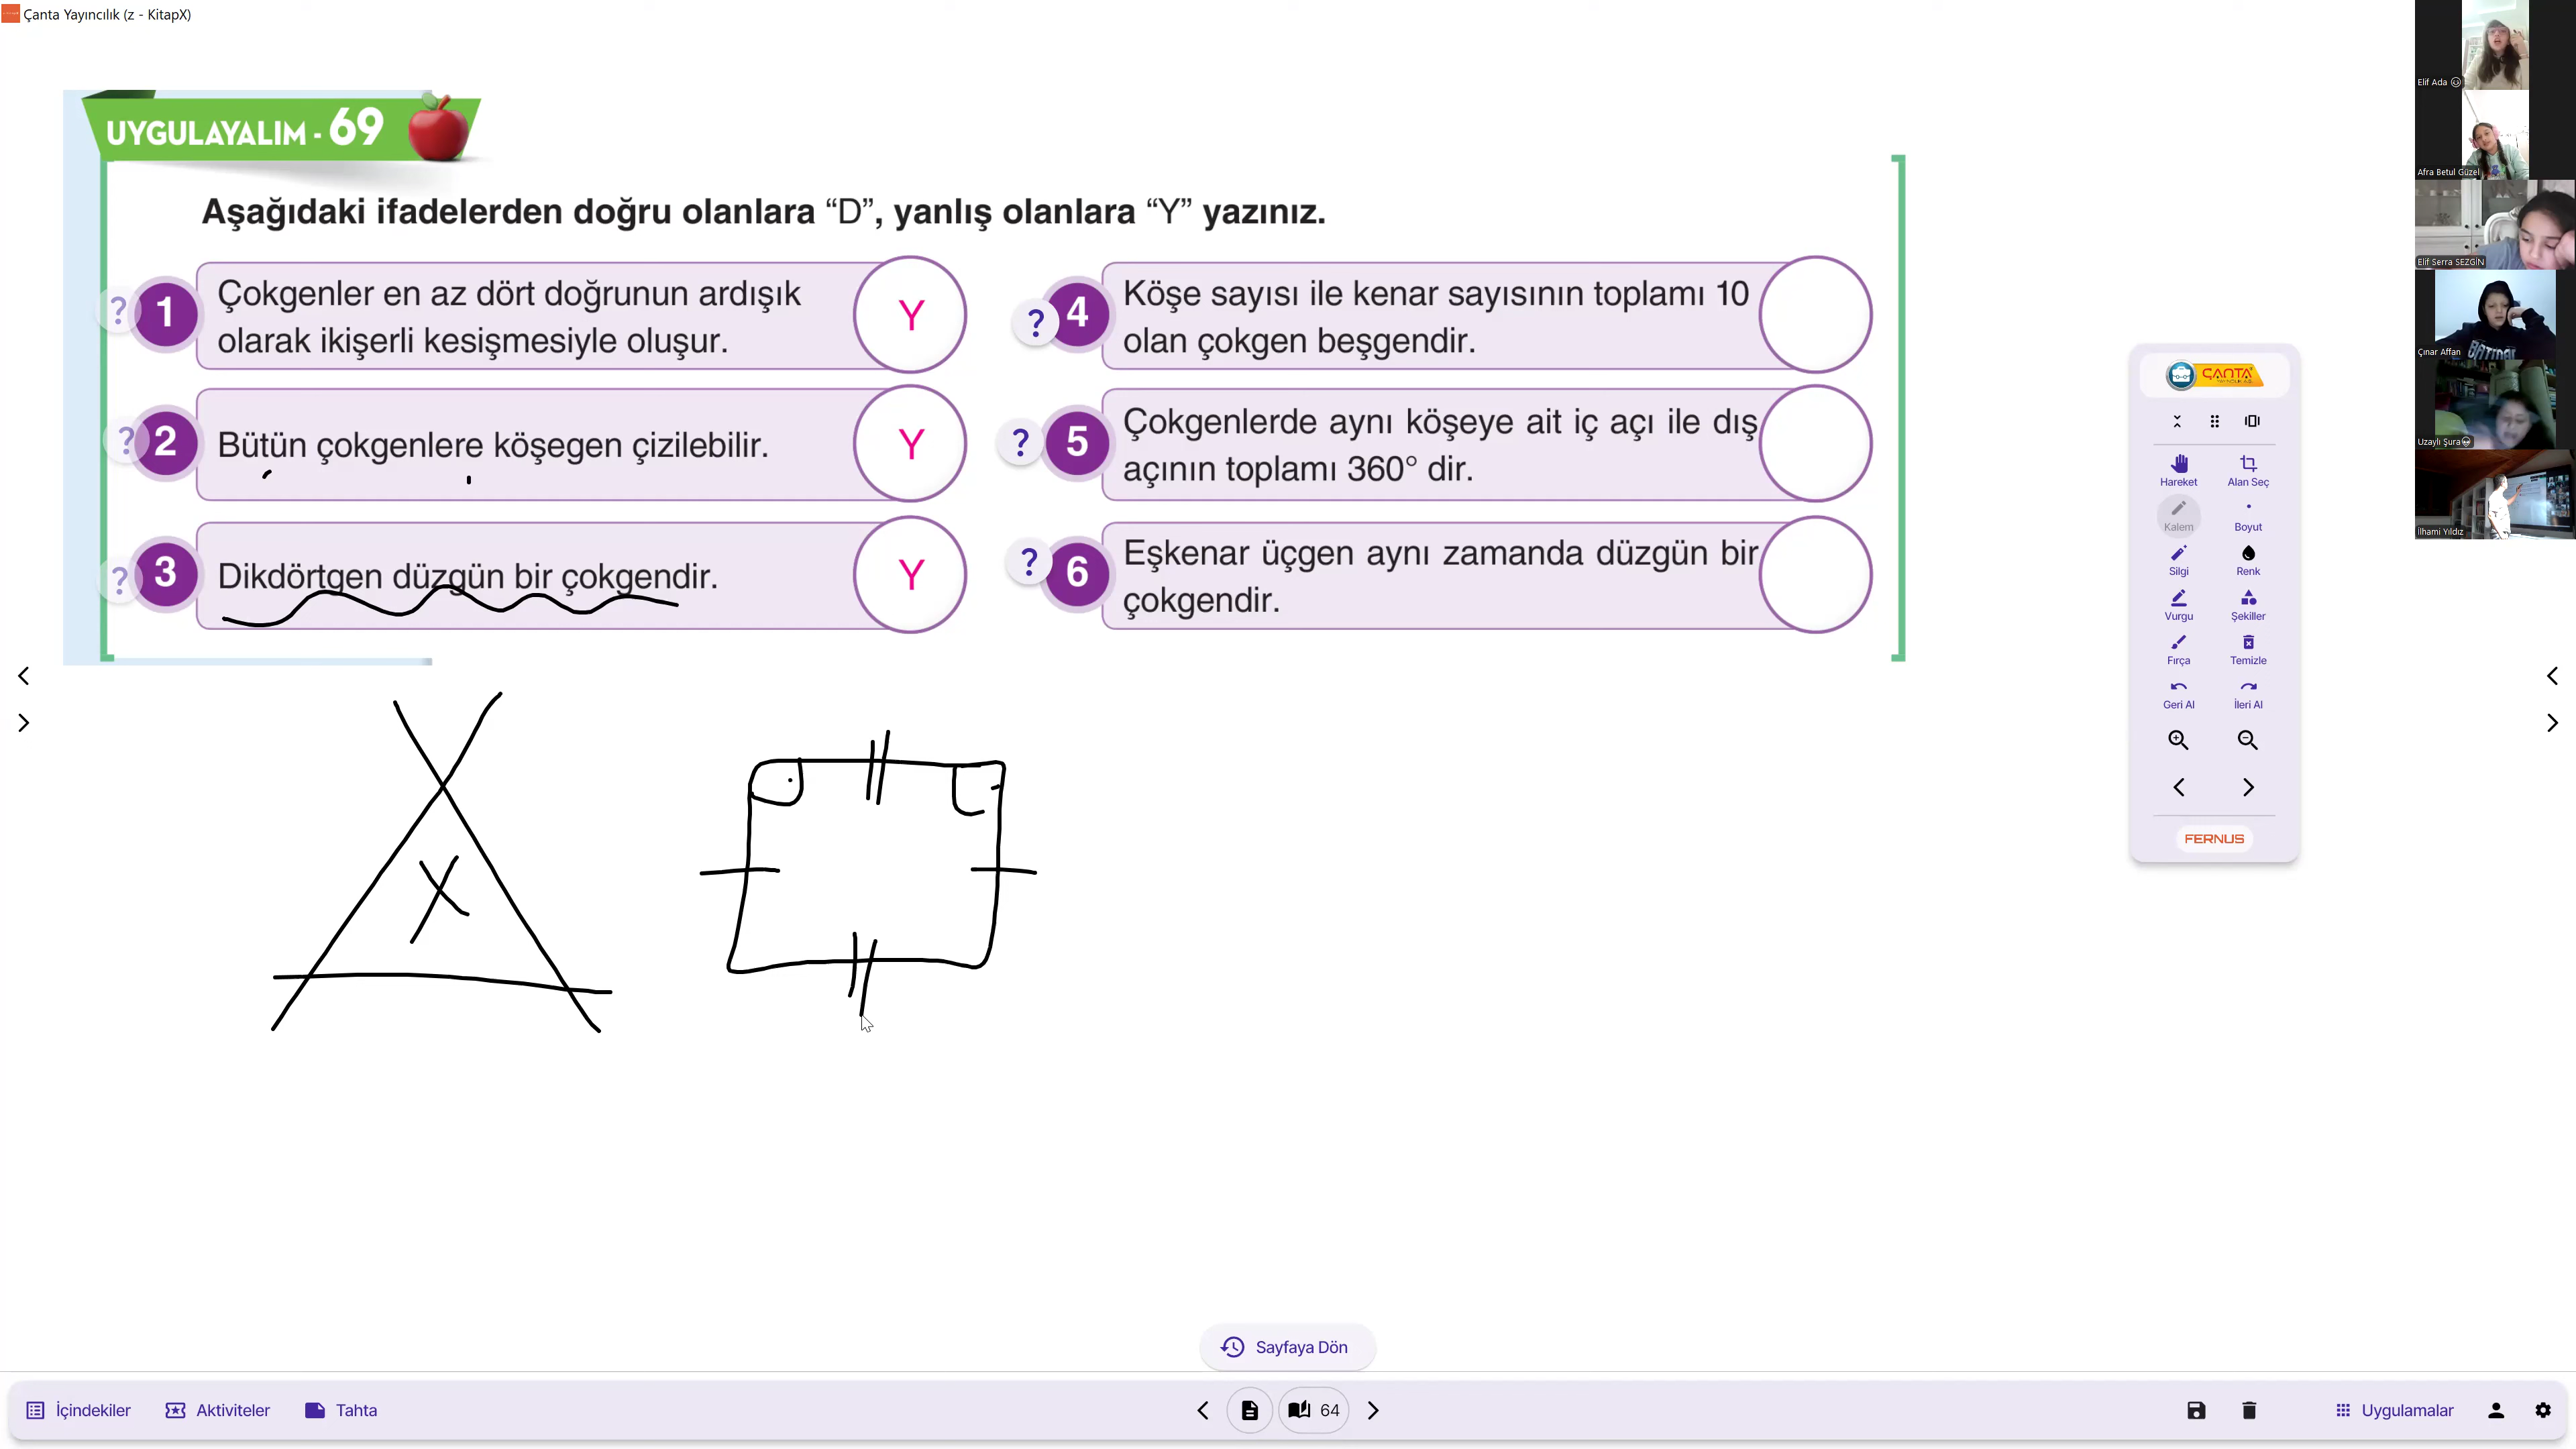 Çanta Yayıncılık (z - KitapX)
UYGULAYALIM - 69
Aşağıdaki ifadelerden doğru olanlara “D”, yanlış olanlara “Y” yazınız.
? 1 Çokgenler en az dört doğrunun ardışık
olarak ikişerli kesişmesiyle oluşur.
Y
? 2 Bütün çokgenlere köşegen çizilebilir.
Y
? 3 Dikdörtgen düzgün bir çokgendir.
Y
? 4 Köşe sayısı ile kenar sayısının toplamı 10
olan çokgen beşgendir.
? 5 Çokgenlerde aynı köşeye ait iç açı ile dış
açının toplamı 360° dir.
? 6 Eşkenar üçgen aynı zamanda düzgün bir
çokgendir.
X
Elif Ada
Afra Betul Güzel
Elif Serra SEZGİN
Çınar Affan
Uzaylı Şura
İlhami Yıldız
BATMAN
ÇANTA
Hareket
Alan Seç
Kalem
Boyut
Silgi
Renk
Vurgu
Şekiller
Fırça
Temizle
Geri Al
İleri Al
FERNUS
Sayfaya Dön
İçindekiler
Aktiviteler
Tahta
64
Uygulamalar